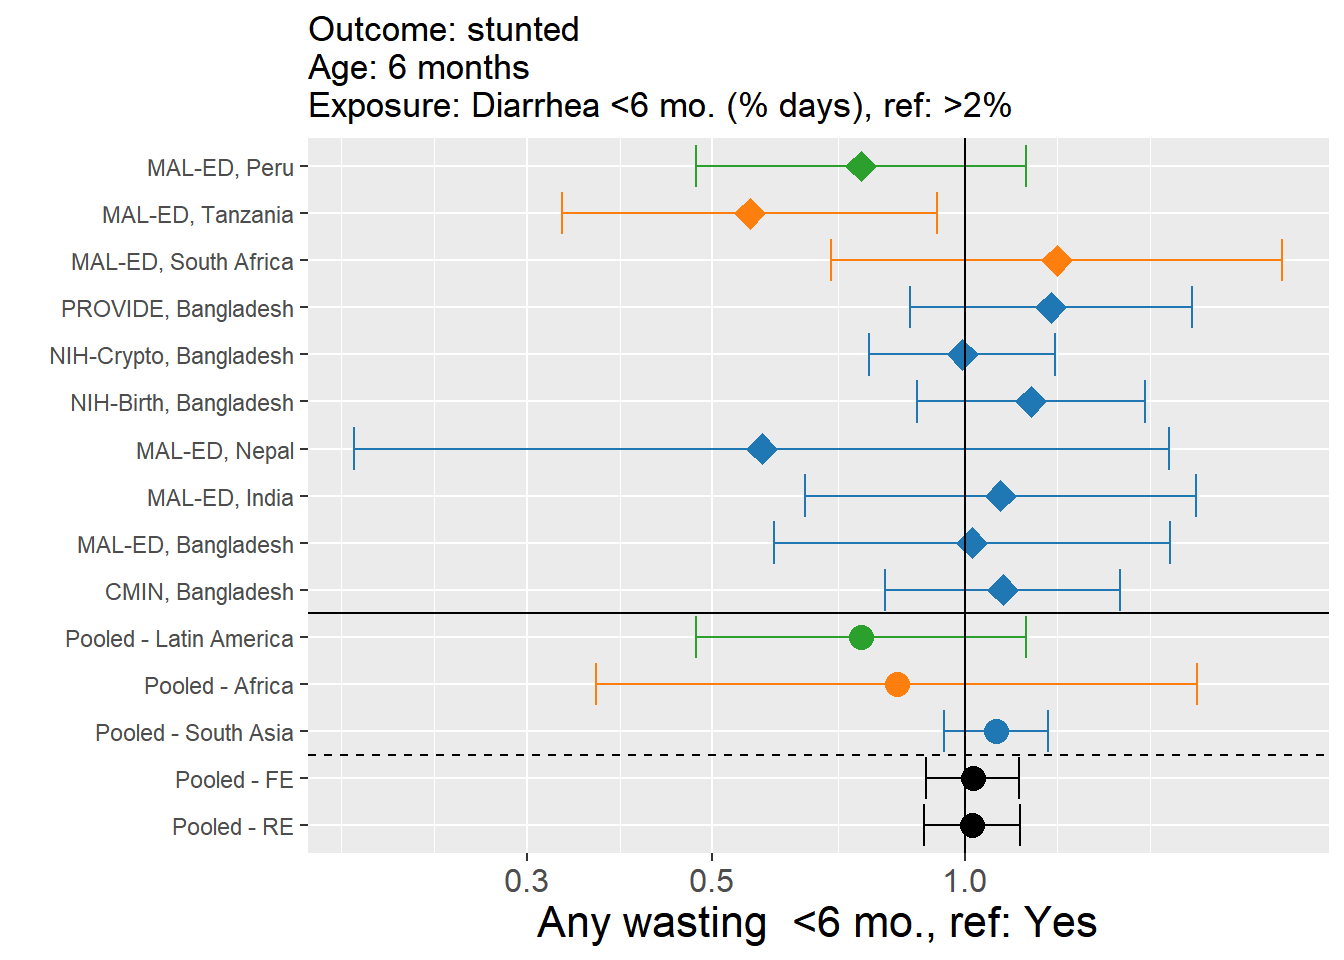 Outcome: stunted
Age: 6 months
Exposure: Diarrhea <6 mo. (% days), ref: >2%
MAL-ED, Peru
MAL-ED, Tanzania
MAL-ED, South Africa
PROVIDE, Bangladesh
NIH-Crypto, Bangladesh
NIH-Birth, Bangladesh
MAL-ED, Nepal
MAL-ED, India
MAL-ED, Bangladesh
CMIN, Bangladesh
Pooled - Latin America
Pooled - Africa
Pooled - South Asia
Pooled - FE
Pooled - RE
0.3 0.5 1.0
Any wasting  <6 mo., ref: Yes